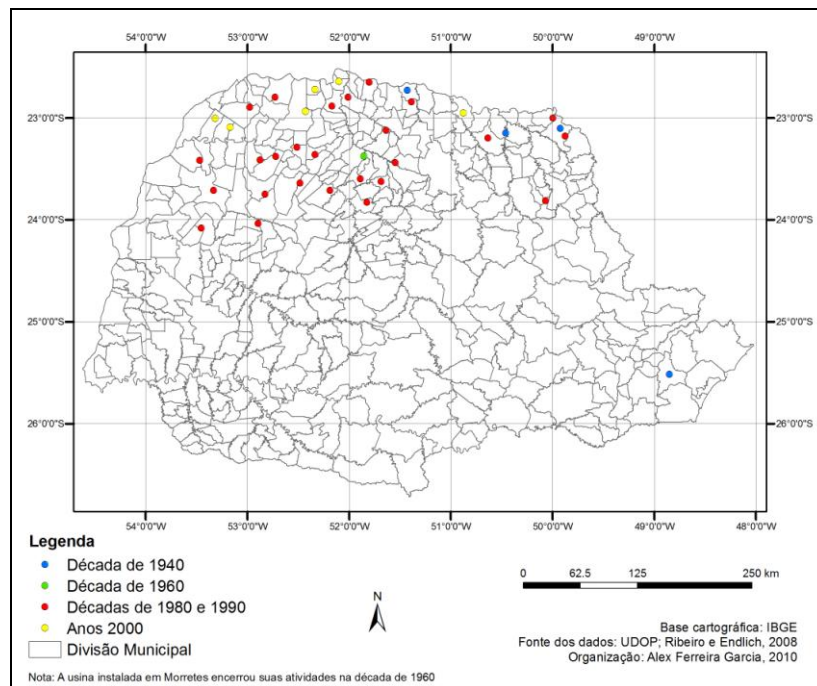 54°0'0"W 53°0'0"W 52°0'0"W 51°0'0"W 50°0'0"W 49°0'0"W 48°0'0"W
23°0'0"S 23°0'0"S
24°0'0"S 24°0'0"S
25°0'0"S 25°0'0"S
26°0'0"S 26°0'0"S
54°0'0"W 53°0'0"W 52°0'0"W 51°0'0"W 50°0'0"W 49°0'0"W 48°0'0"W
Legenda
Década de 1940
Década de 1960
Décadas de 1980 e 1990
Anos 2000
Divisão Municipal
Nota: A usina instalada em Morretes encerrou suas atividades na década de 1960
N
0 62.5 125 250 km
Base cartográfica: IBGE
Fonte dos dados: UDOP; Ribeiro e Endlich, 2008
Organização: Alex Ferreira Garcia, 2010